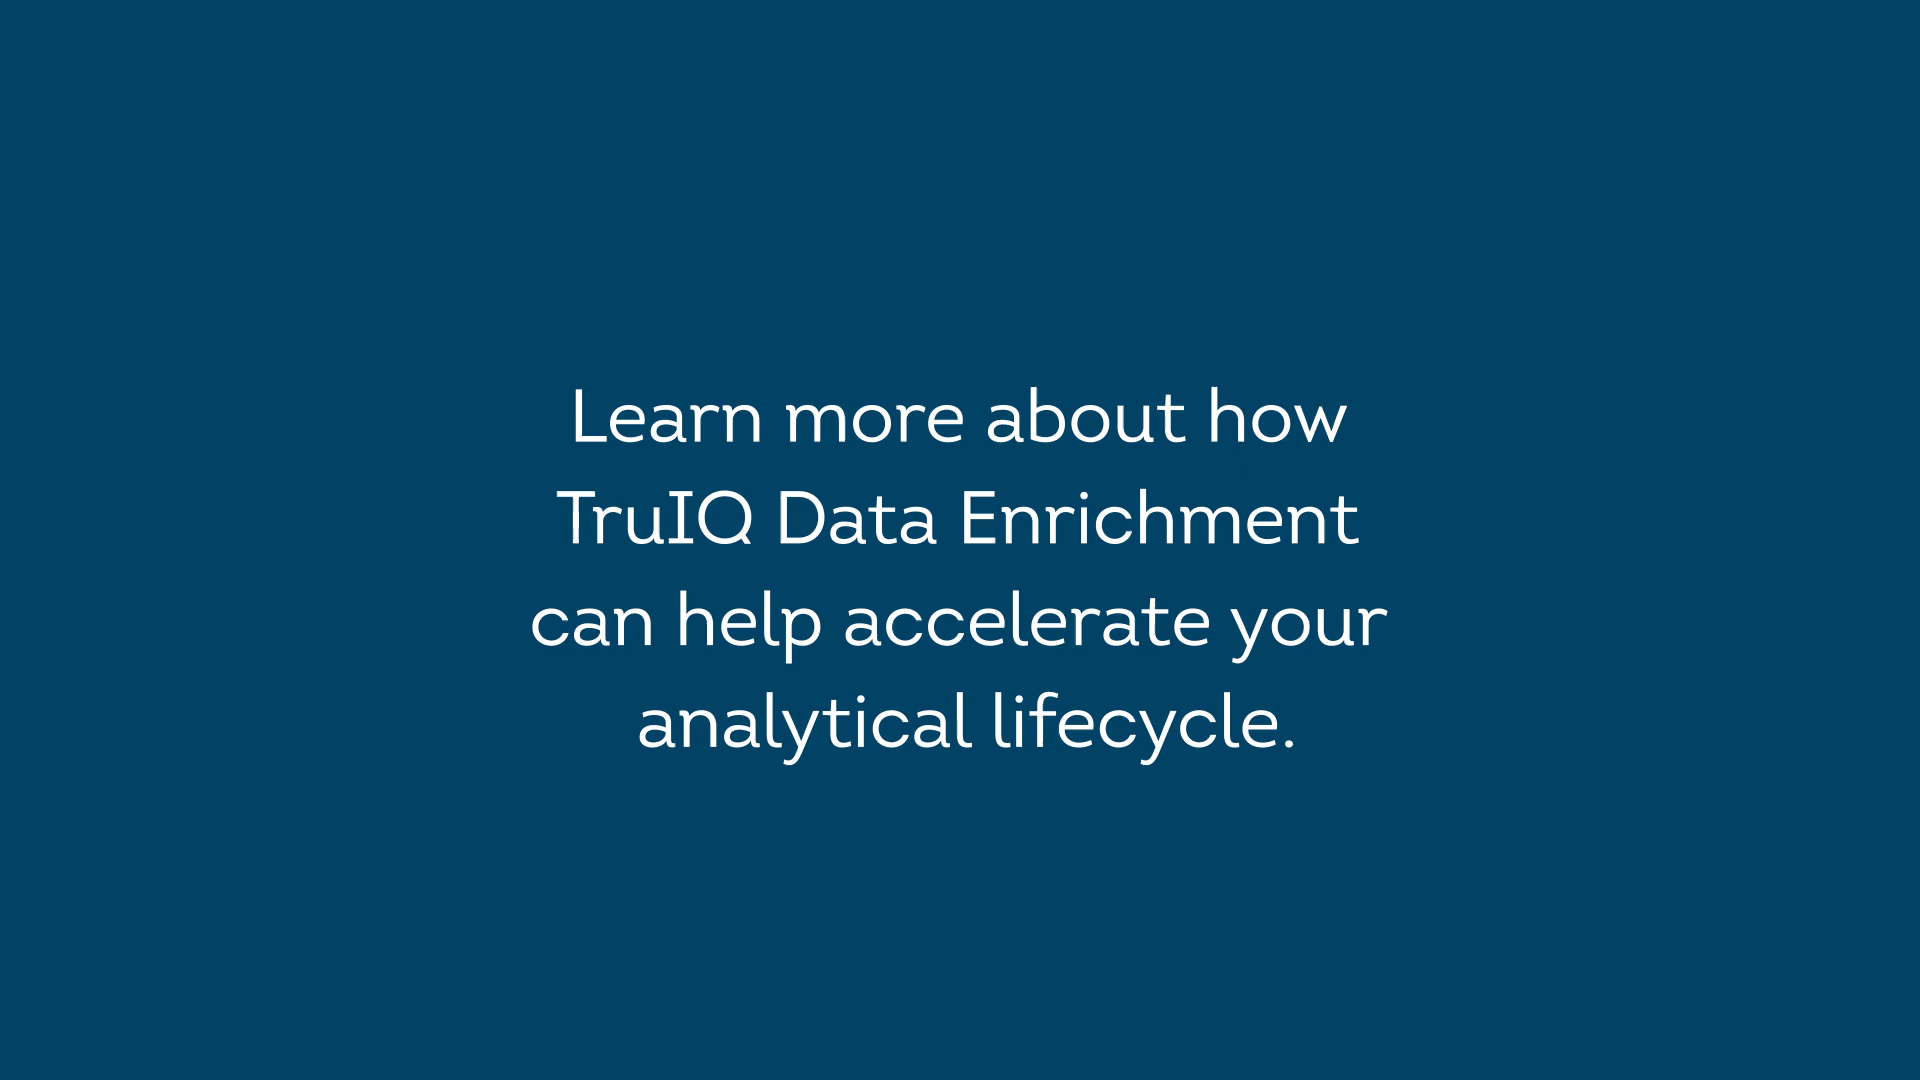 Learn more about how
TruIQ Data Enrichment
can help accelerate your
analytical lifecycle.